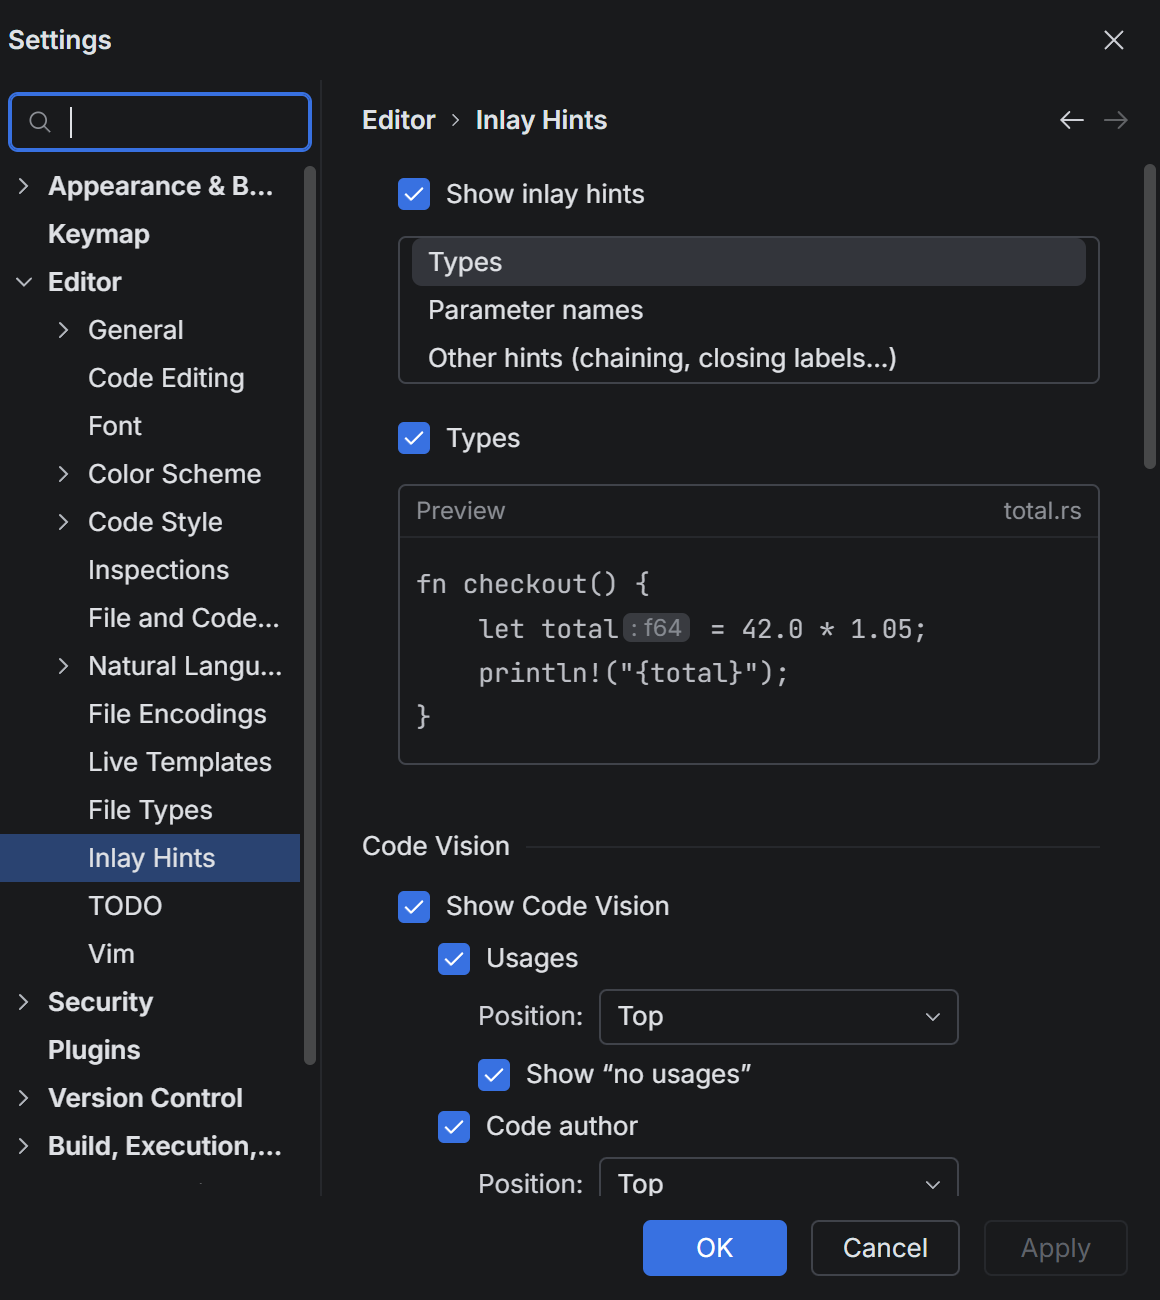 Settings
Appearance & B...
Keymap
Editor
General
Code Editing
Font
Color Scheme
Code Style
Inspections
File and Code...
Natural Langu...
File Encodings
Live Templates
File Types
Inlay Hints
TODO
Vim
Security
Plugins
Version Control
Build, Execution,...
Editor › Inlay Hints
Show inlay hints
Types
Parameter names
Other hints (chaining, closing labels...)
Types
Preview total.rs
fn checkout() {
    let total : f64 = 42.0 * 1.05;
    println!("{total}");
}
Code Vision
Show Code Vision
Usages
Position: Top
Show “no usages”
Code author
Position: Top
OK Cancel Apply